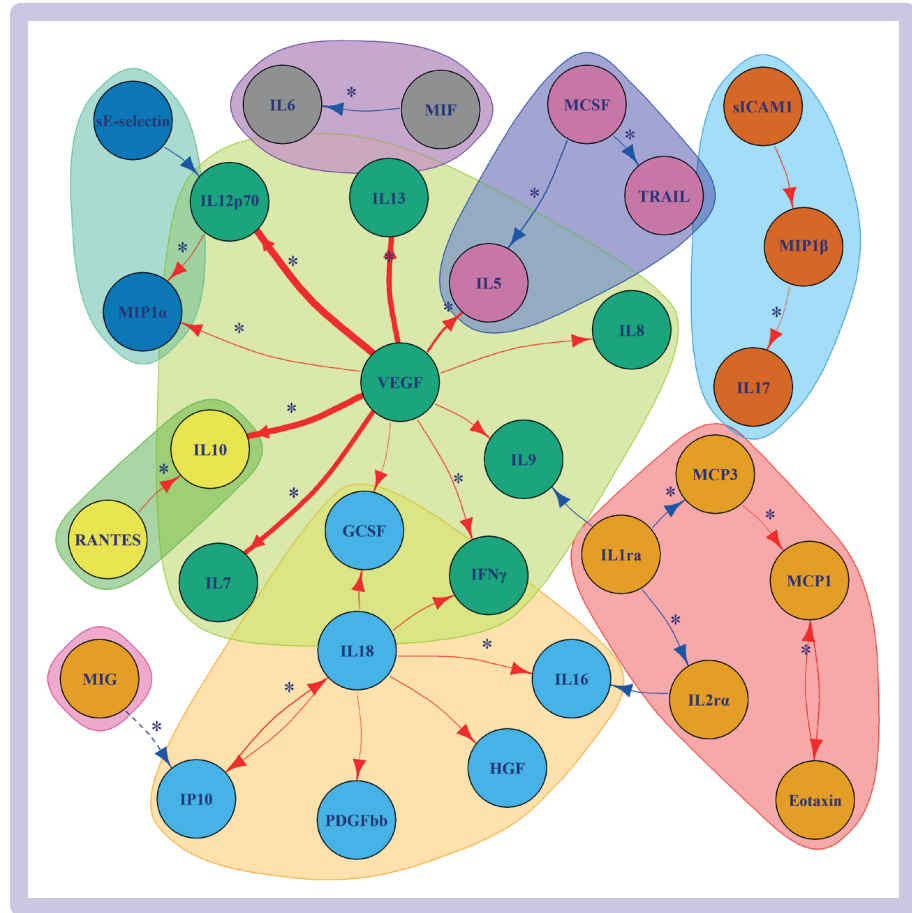 sE-selectin
IL6
*
MIF
MCSF
*
sICAM1
IL12p70
IL13
*
TRAIL
*
*
*
MIP1β
MIP1α
*
IL5
*
*
IL8
IL17
VEGF
*
IL10
*
*
IL9
*
*
MCP3
*
RANTES
GCSF
IL1ra
MCP1
IL7
IFNγ
*
IL18
*
*
MIG
*
IL16
IL2rα
*
IP10
HGF
PDGFbb
Eotaxin